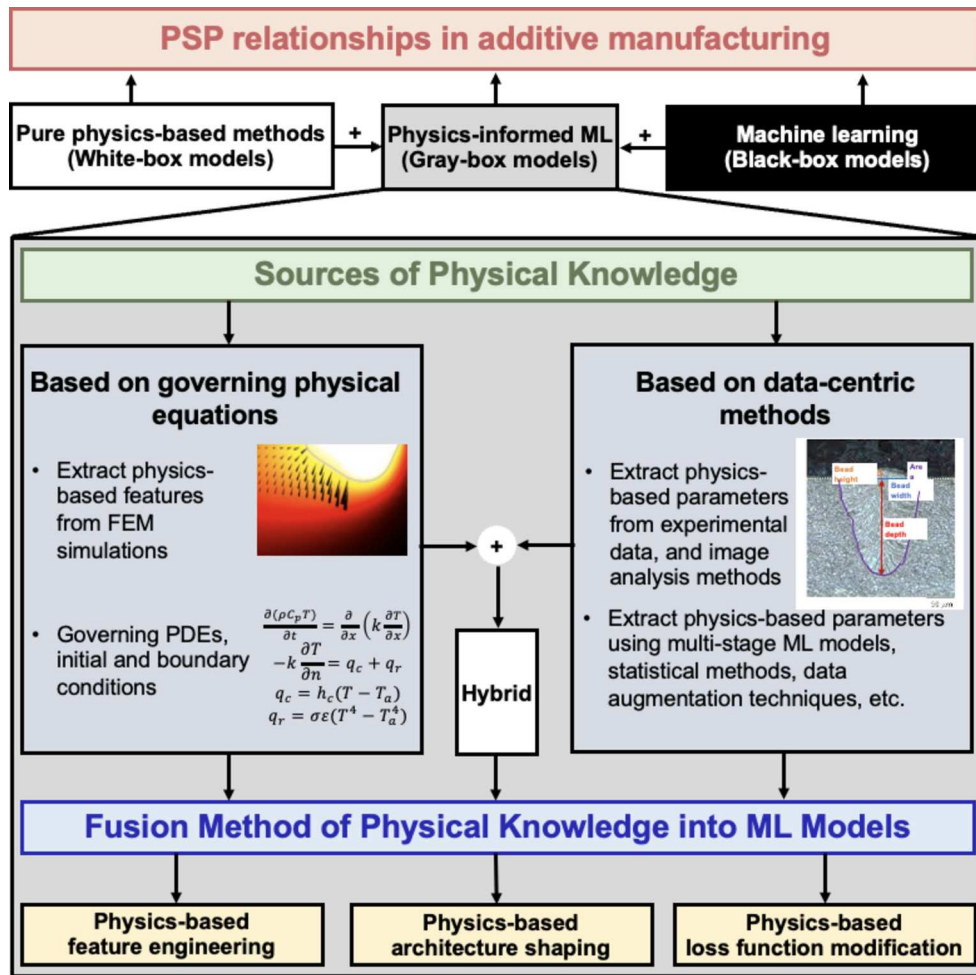 PSP relationships in additive manufacturing
Pure physics-based methods
(White-box models)
+
Physics-informed ML
(Gray-box models)
+
Machine learning
(Black-box models)
Sources of Physical Knowledge
Based on governing physical
equations
• Extract physics-
based features
from FEM
simulations
• Governing PDEs,
initial and boundary
conditions
∂(ρC_pT)/∂t = ∂/∂x (k ∂T/∂x)
−k ∂T/∂n = q_c + q_r
q_c = h_c(T − T_a)
q_r = σε(T⁴ − T_a⁴)
+
Hybrid
Based on data-centric
methods
• Extract physics-
based parameters
from experimental
data, and image
analysis methods
Bead
height
Are
a
Bead
width
Bead
depth
50 μm
• Extract physics-based parameters
using multi-stage ML models,
statistical methods, data
augmentation techniques, etc.
Fusion Method of Physical Knowledge into ML Models
Physics-based
feature engineering
Physics-based
architecture shaping
Physics-based
loss function modification